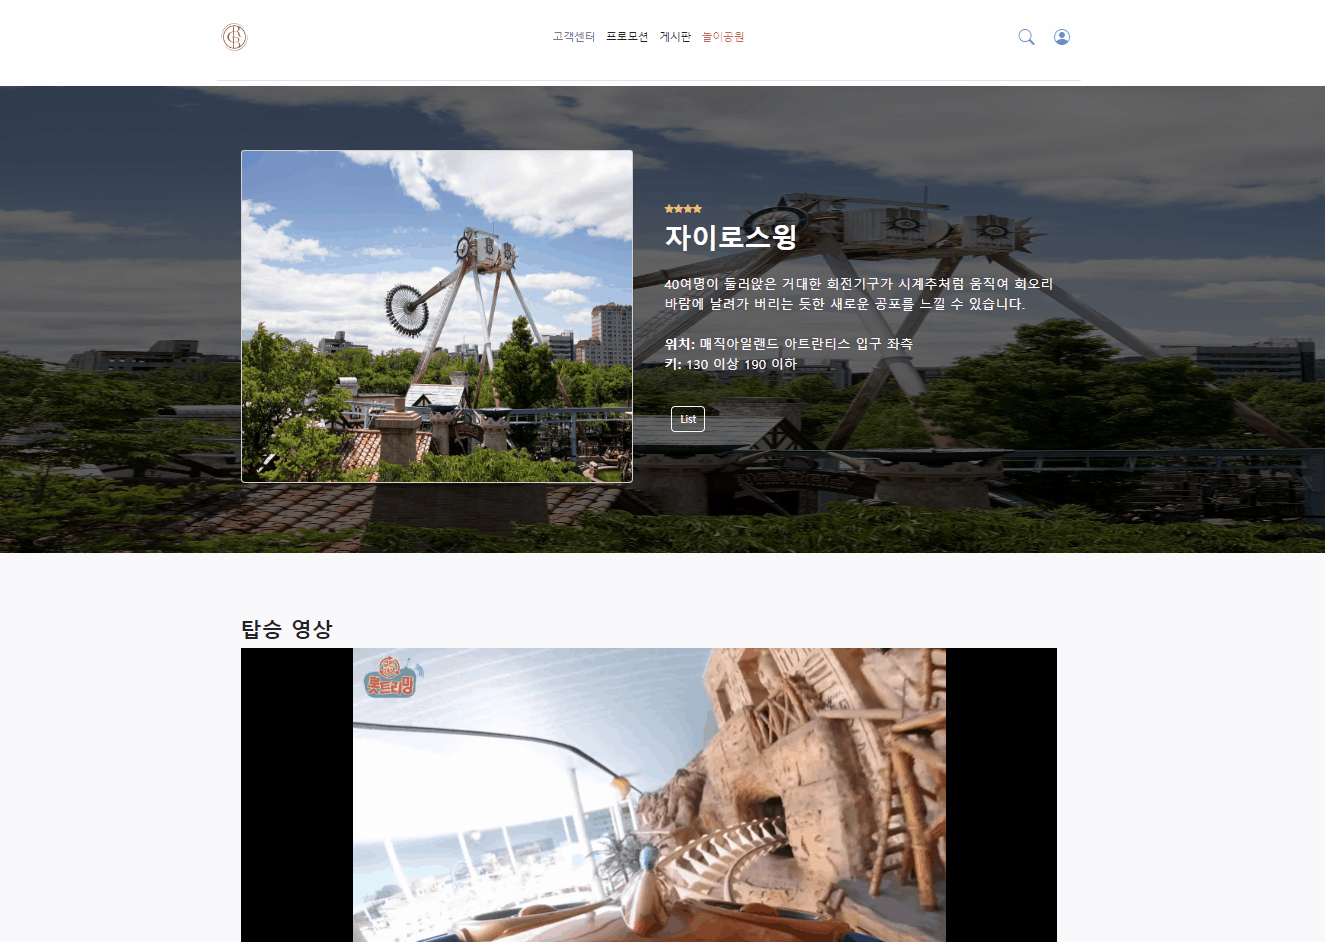 고객센터 프로모션 게시판 놀이공원
자이로스윙
40여명이 둘러앉은 거대한 회전기구가 시계추처럼 움직여 회오리
바람에 날려가 버리는 듯한 새로운 공포를 느낄 수 있습니다.
위치: 매직아일랜드 아트란티스 입구 좌측
키: 130 이상 190 이하
List
탑승 영상
롯트리밍